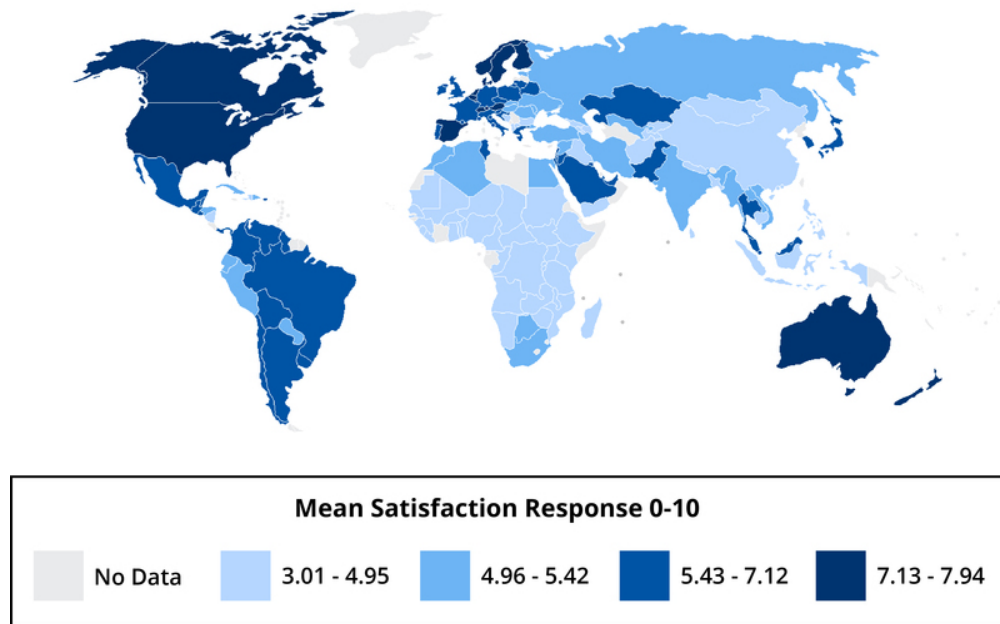 Mean Satisfaction Response 0-10
No Data 3.01 - 4.95 4.96 - 5.42 5.43 - 7.12 7.13 - 7.94